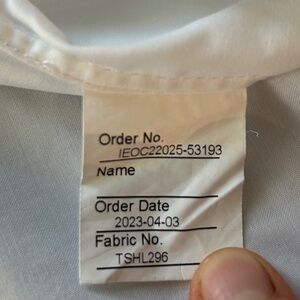 Order No.
IEOC22025-53193
Name
Order Date
2023-04-03
Fabric No.
TSHL296